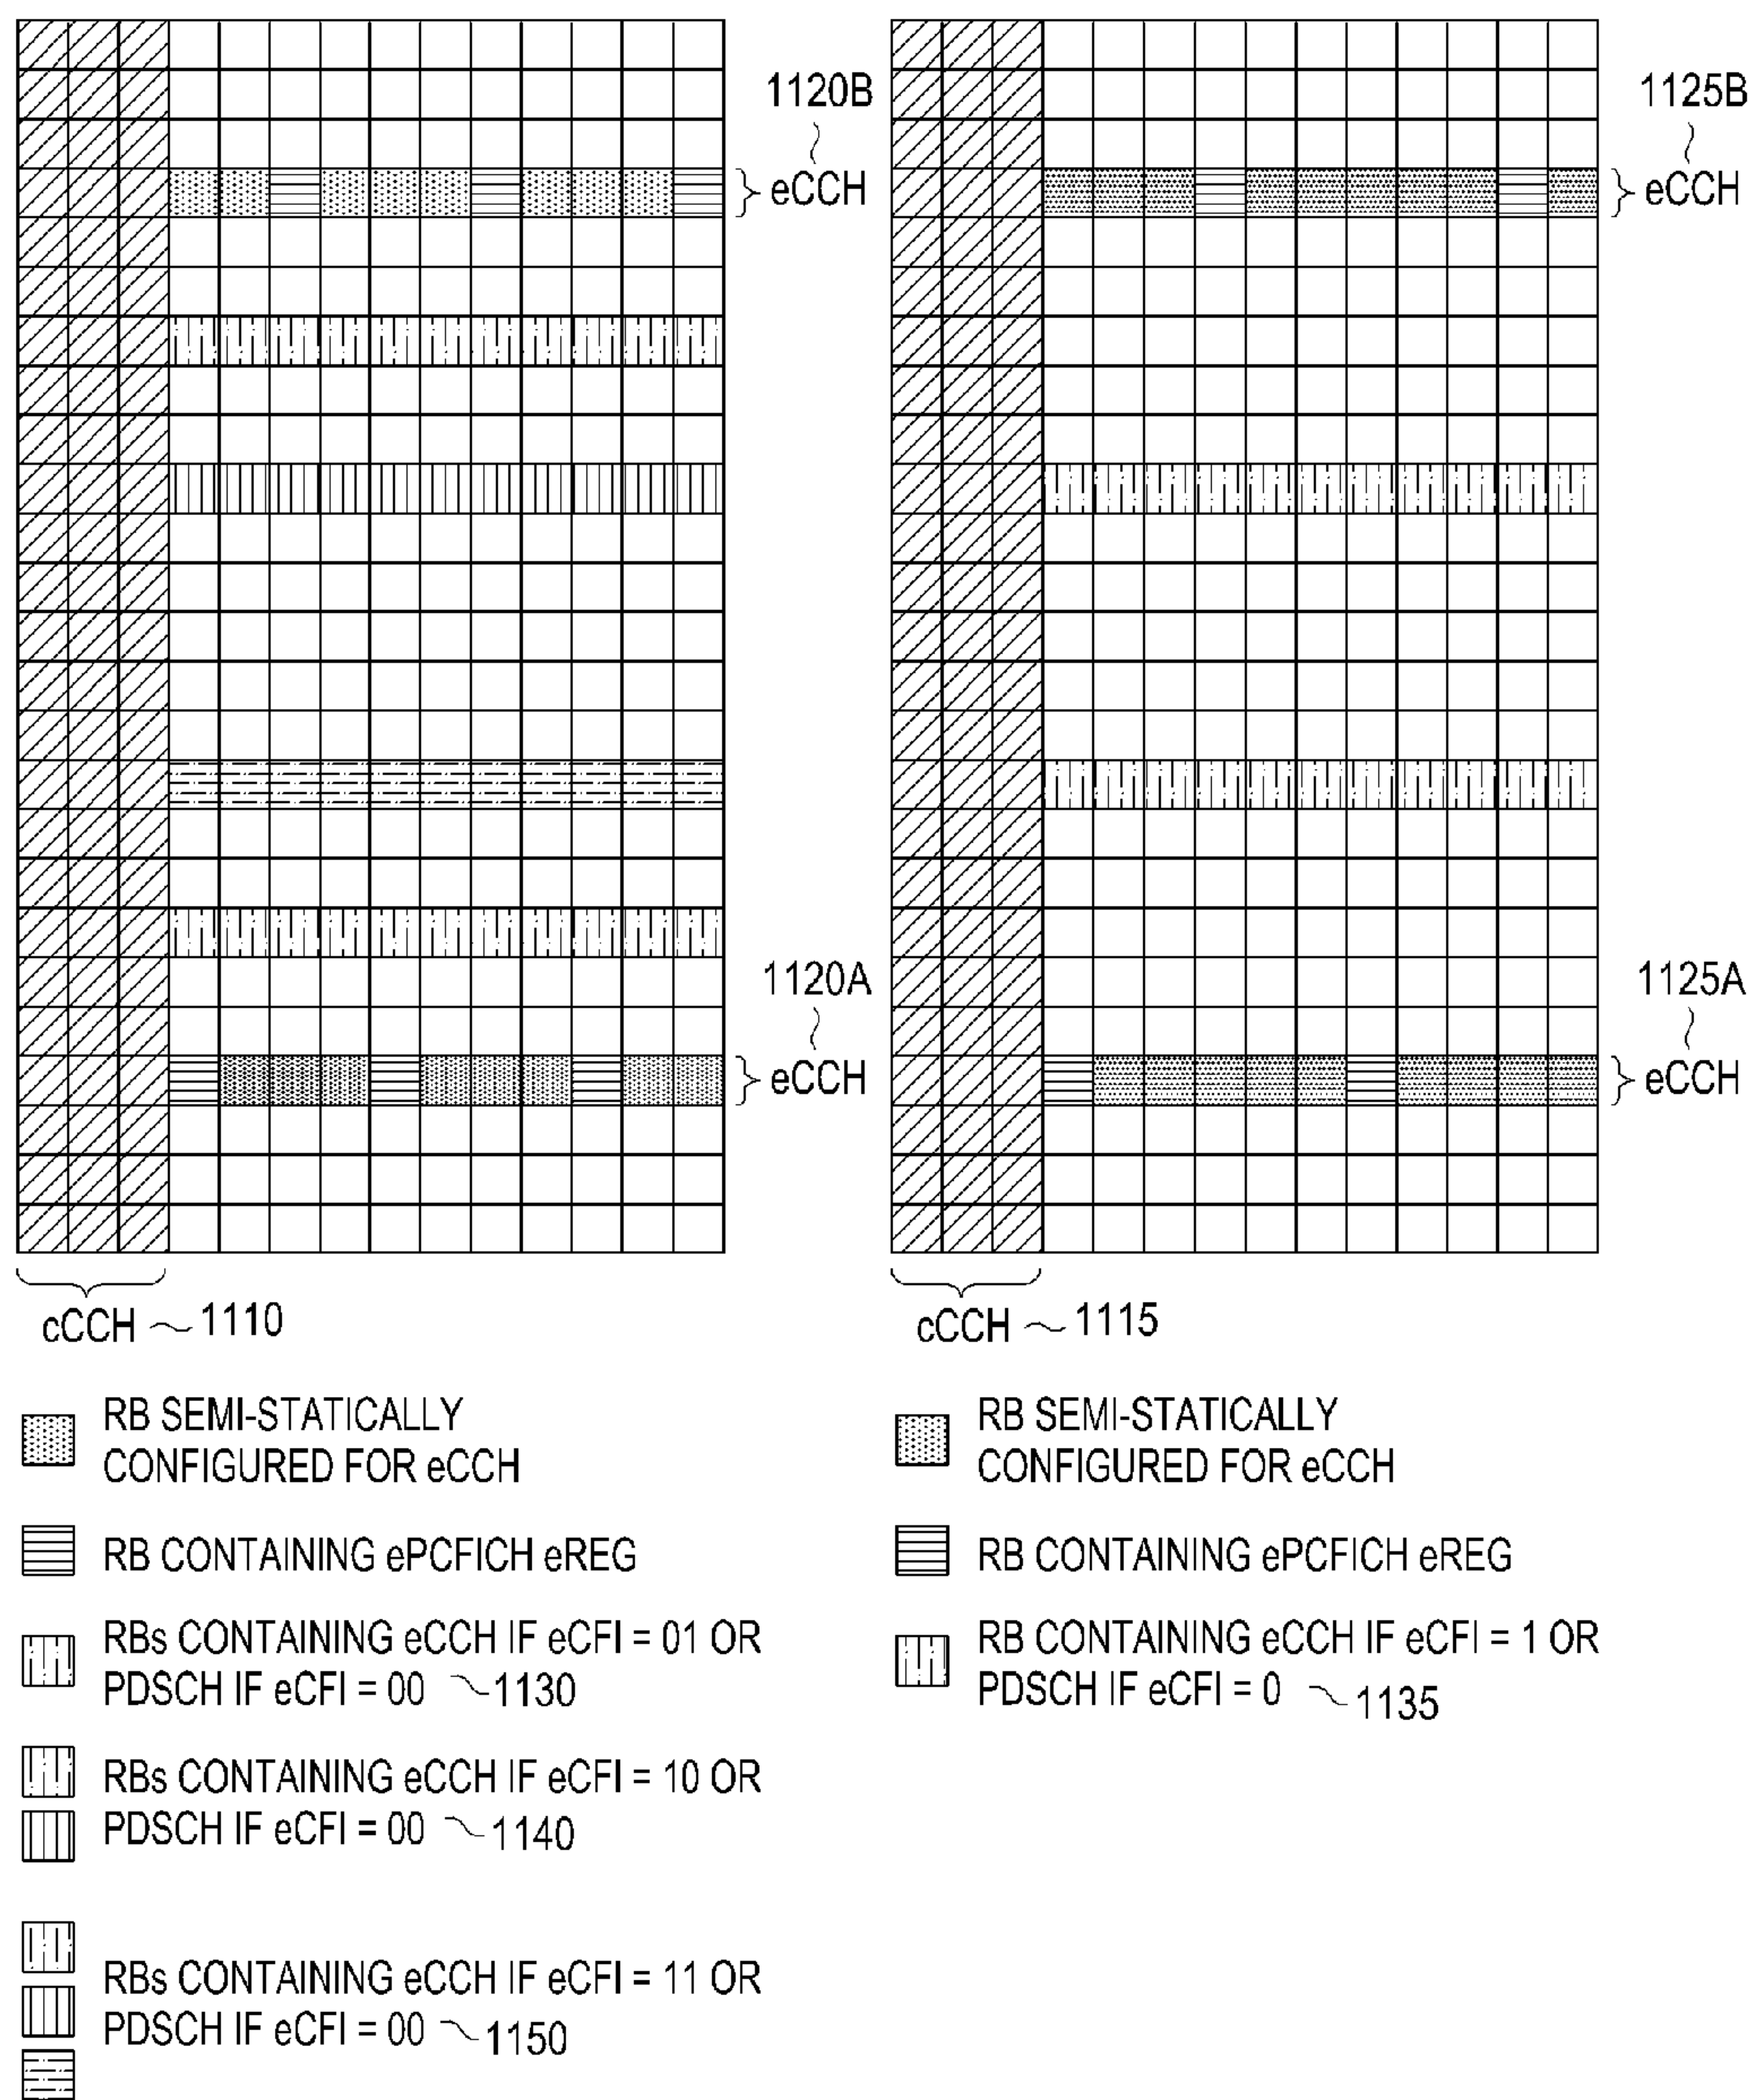 1120B
eCCH
1125B
eCCH
1120A
eCCH
1125A
eCCH
cCCH 1110
cCCH 1115
RB SEMI-STATICALLY
CONFIGURED FOR eCCH
RB CONTAINING ePCFICH eREG
RBs CONTAINING eCCH IF eCFI = 01 OR
PDSCH IF eCFI = 00 1130
RBs CONTAINING eCCH IF eCFI = 10 OR
PDSCH IF eCFI = 00 1140
RBs CONTAINING eCCH IF eCFI = 11 OR
PDSCH IF eCFI = 00 1150
RB SEMI-STATICALLY
CONFIGURED FOR eCCH
RB CONTAINING ePCFICH eREG
RB CONTAINING eCCH IF eCFI = 1 OR
PDSCH IF eCFI = 0 1135